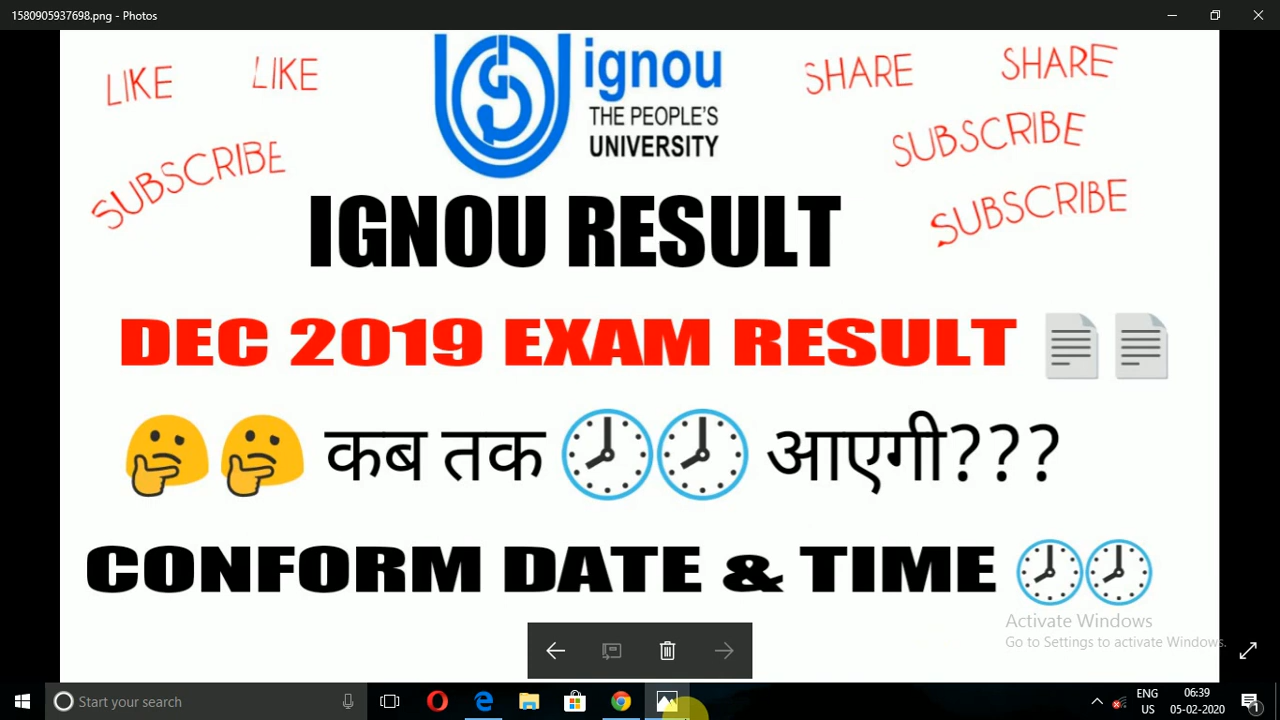 1580905937698.png - Photos
LIKE
LIKE
SHARE
SHARE
ignou
THE PEOPLE'S
UNIVERSITY
SUBSCRIBE
SUBSCRIBE
SUBSCRIBE
IGNOU RESULT
DEC 2019 EXAM RESULT
कब तक आएगी???
CONFORM DATE & TIME
Activate Windows
Go to Settings to activate Windows.
Start your search
ENG
US
06:39
05-02-2020
1